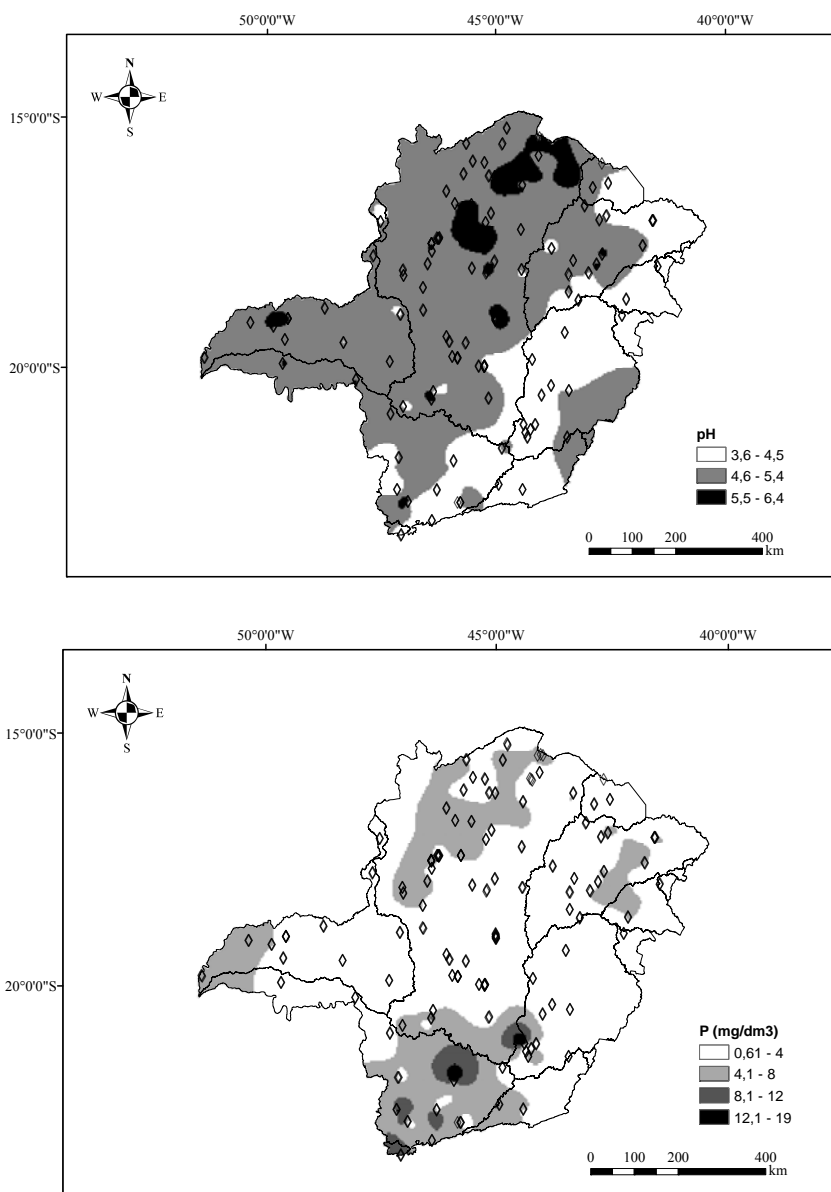 50°0'0"W 45°0'0"W 40°0'0"W
N
W E
S
15°0'0"S
20°0'0"S
pH
3,6 - 4,5
4,6 - 5,4
5,5 - 6,4
0 100 200 400
km
50°0'0"W 45°0'0"W 40°0'0"W
N
W E
S
15°0'0"S
20°0'0"S
P (mg/dm3)
0,61 - 4
4,1 - 8
8,1 - 12
12,1 - 19
0 100 200 400
km